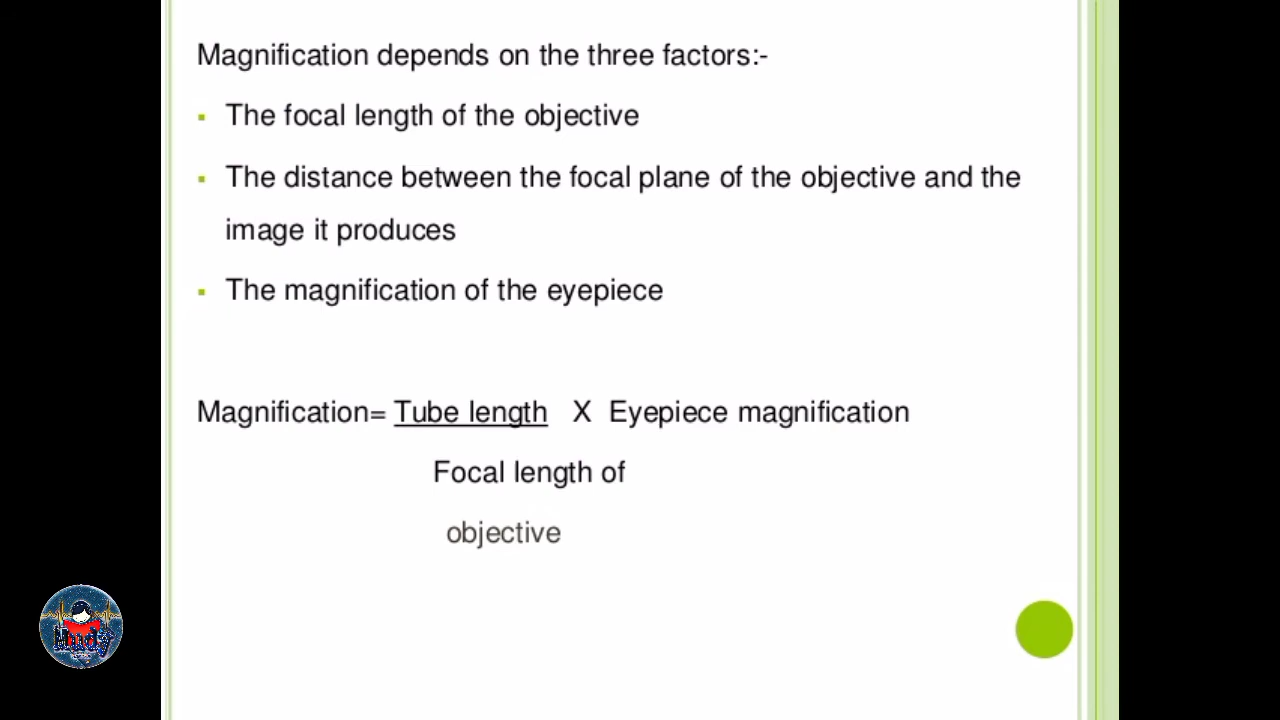 Magnification depends on the three factors:-
▪ The focal length of the objective
▪ The distance between the focal plane of the objective and the
image it produces
▪ The magnification of the eyepiece
Magnification= Tube length X Eyepiece magnification
Focal length of
objective
Hudy